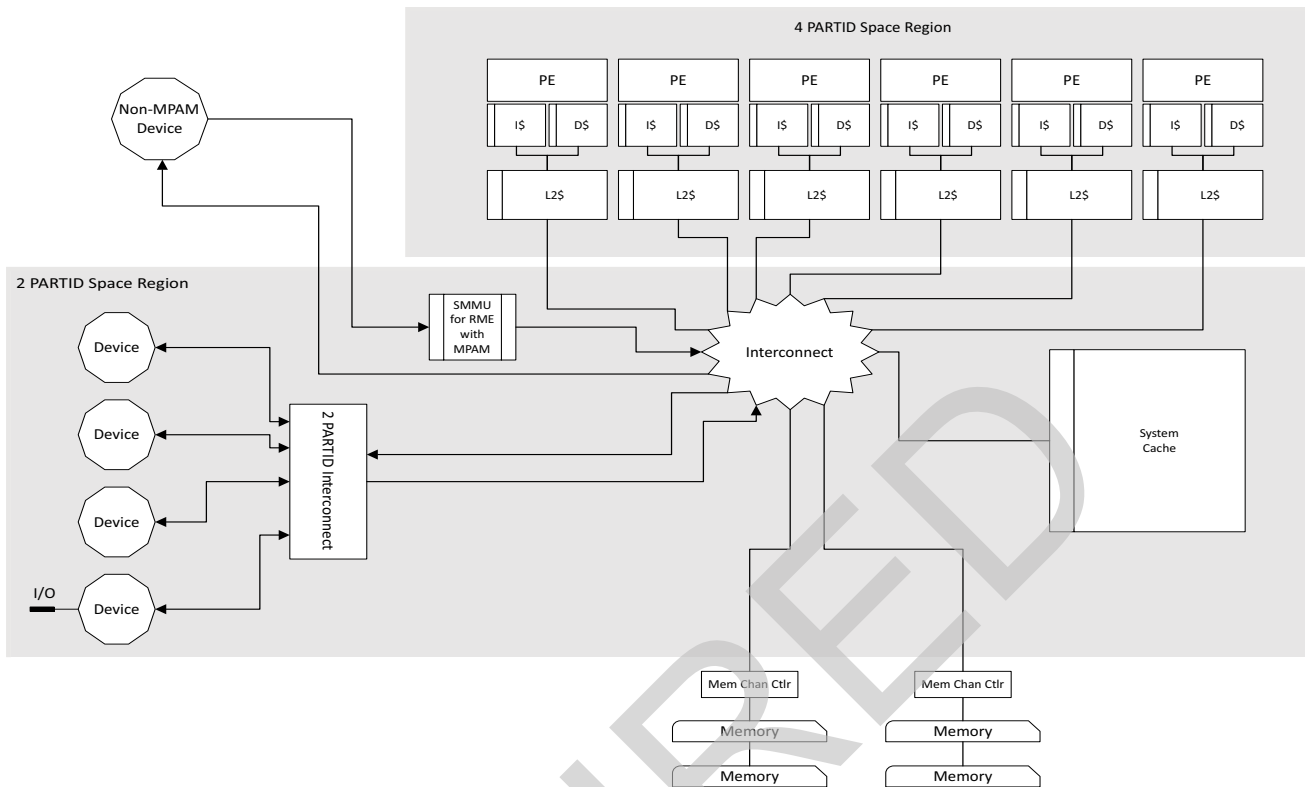 4 PARTID Space Region
PE
PE
PE
PE
PE
PE
I$
D$
I$
D$
I$
D$
I$
D$
I$
D$
I$
D$
L2$
L2$
L2$
L2$
L2$
L2$
Non-MPAM
Device
2 PARTID Space Region
SMMU
for RME
with
MPAM
Interconnect
Device
Device
Device
Device
I/O
2 PARTID Interconnect
System
Cache
Mem Chan Ctlr
Mem Chan Ctlr
Memory
Memory
Memory
Memory